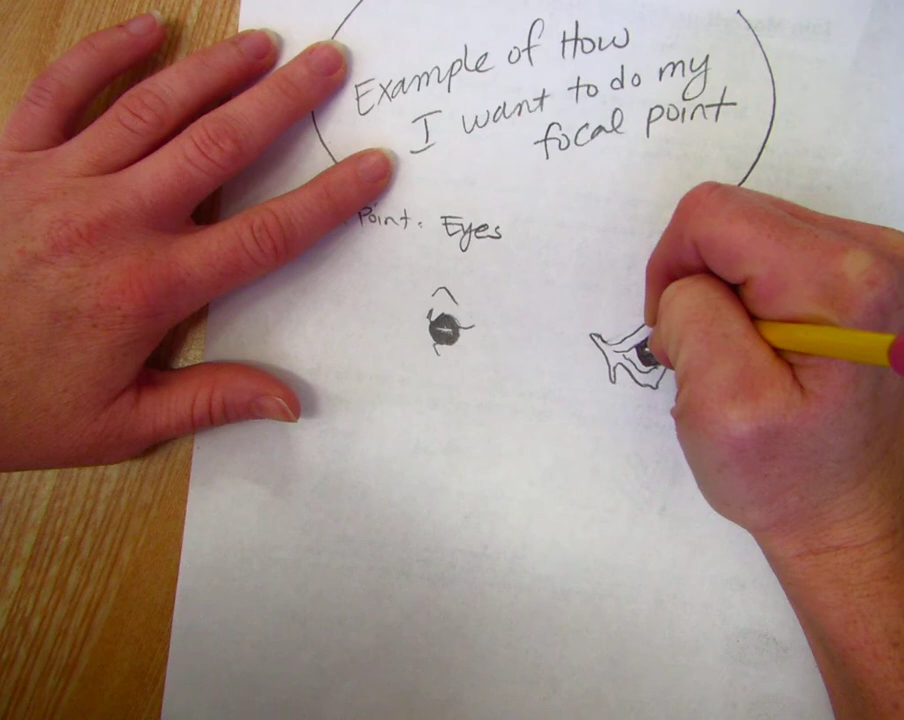 Example of How
I want to do my
focal point
Point: Eyes